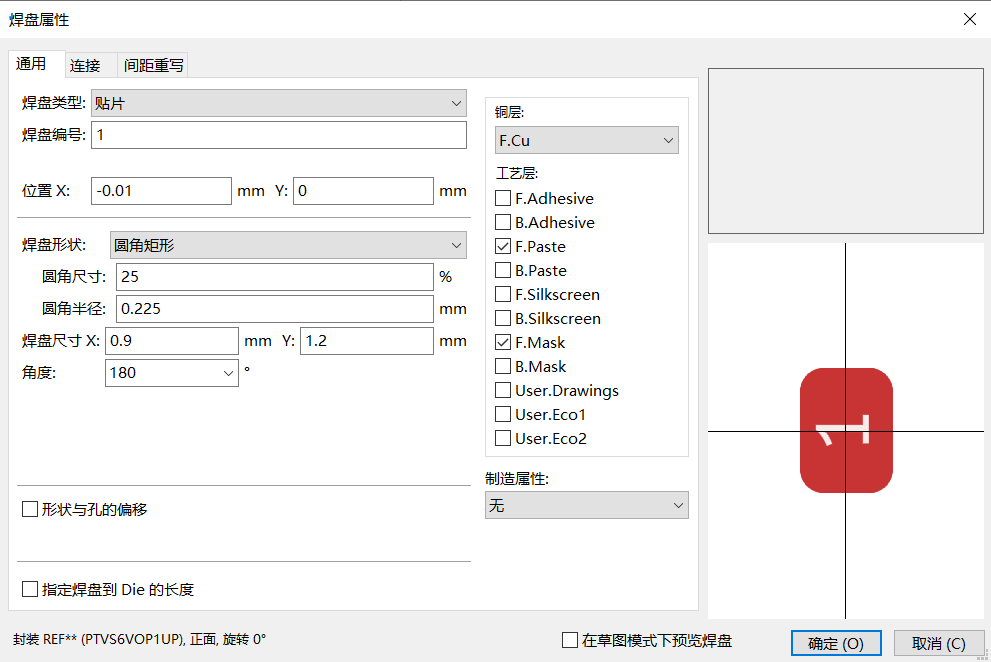 焊盘属性
通用 连接 间距重写
焊盘类型: 贴片
焊盘编号: 1
位置 X: -0.01 mm Y: 0 mm
焊盘形状: 圆角矩形
圆角尺寸: 25 %
圆角半径: 0.225 mm
焊盘尺寸 X: 0.9 mm Y: 1.2 mm
角度: 180 °
形状与孔的偏移
指定焊盘到 Die 的长度
铜层:
F.Cu
工艺层:
F.Adhesive
B.Adhesive
F.Paste
B.Paste
F.Silkscreen
B.Silkscreen
F.Mask
B.Mask
User.Drawings
User.Eco1
User.Eco2
制造属性:
无
1
封装 REF** (PTVS6VOP1UP), 正面, 旋转 0°
在草图模式下预览焊盘
确定 (O) 取消 (C)